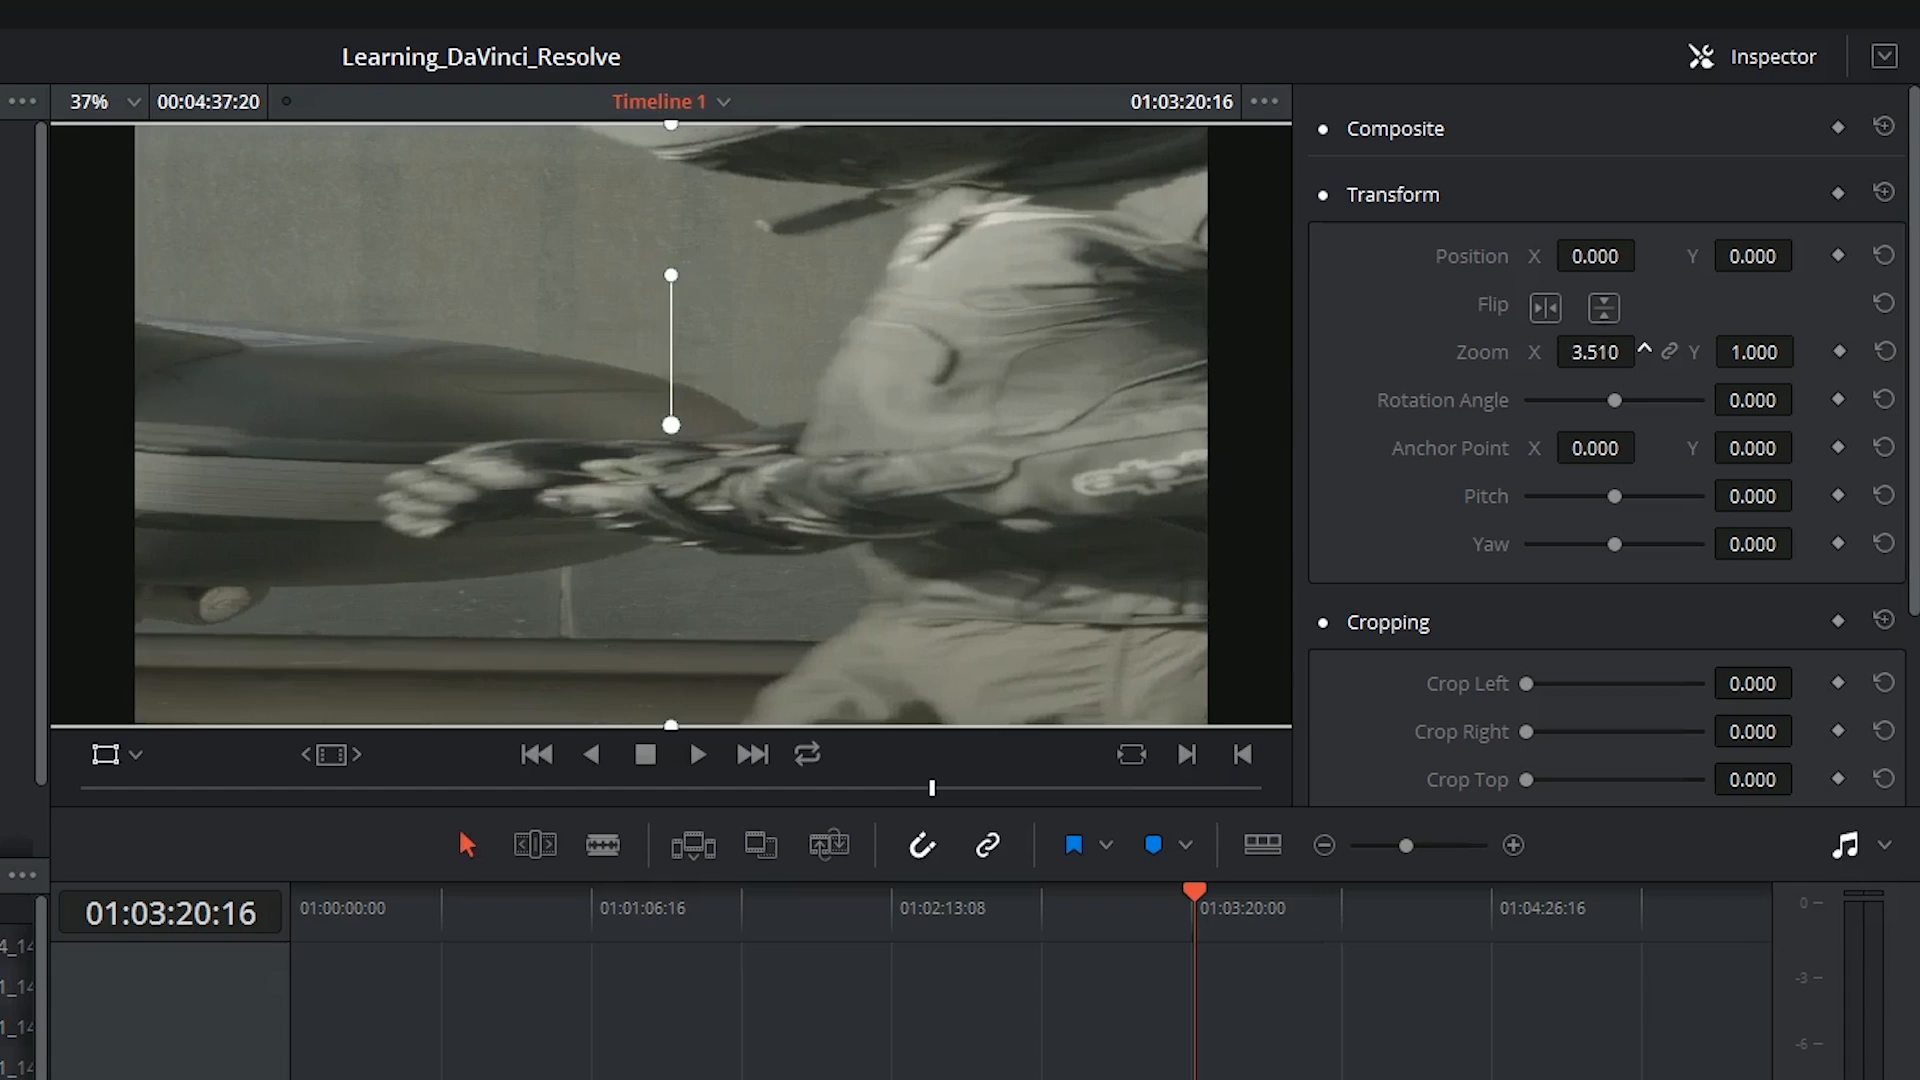 Learning_DaVinci_Resolve
Inspector
37%
00:04:37:20
Timeline 1
01:03:20:16
Composite
Transform
Position X 0.000 Y 0.000
Flip
Zoom X 3.510 Y 1.000
Rotation Angle 0.000
Anchor Point X 0.000 Y 0.000
Pitch 0.000
Yaw 0.000
Cropping
Crop Left 0.000
Crop Right 0.000
Crop Top 0.000
01:03:20:16
01:00:00:00
01:01:06:16
01:02:13:08
01:03:20:00
01:04:26:16
0
-3
-6
4_14
1_14
1_14
1_14